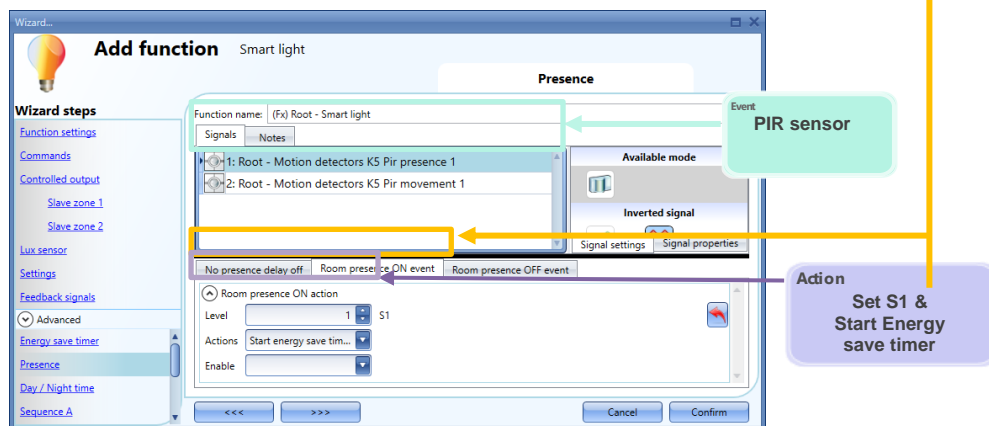 Wizard...
Add function Smart light
Presence
Wizard steps
Function settings
Commands
Controlled output
Slave zone 1
Slave zone 2
Lux sensor
Settings
Feedback signals
Advanced
Energy save timer
Presence
Day / Night time
Sequence A
Function name: (Fx) Root - Smart light
Signals Notes
1: Root - Motion detectors K5 Pir presence 1
2: Root - Motion detectors K5 Pir movement 1
Available mode
Inverted signal
Signal settings Signal properties
No presence delay off Room presence ON event Room presence OFF event
Room presence ON action
Level 1 S1
Actions Start energy save tim...
Enable
<<< >>> Cancel Confirm
Event
PIR sensor
Action
Set S1 &
Start Energy
save timer